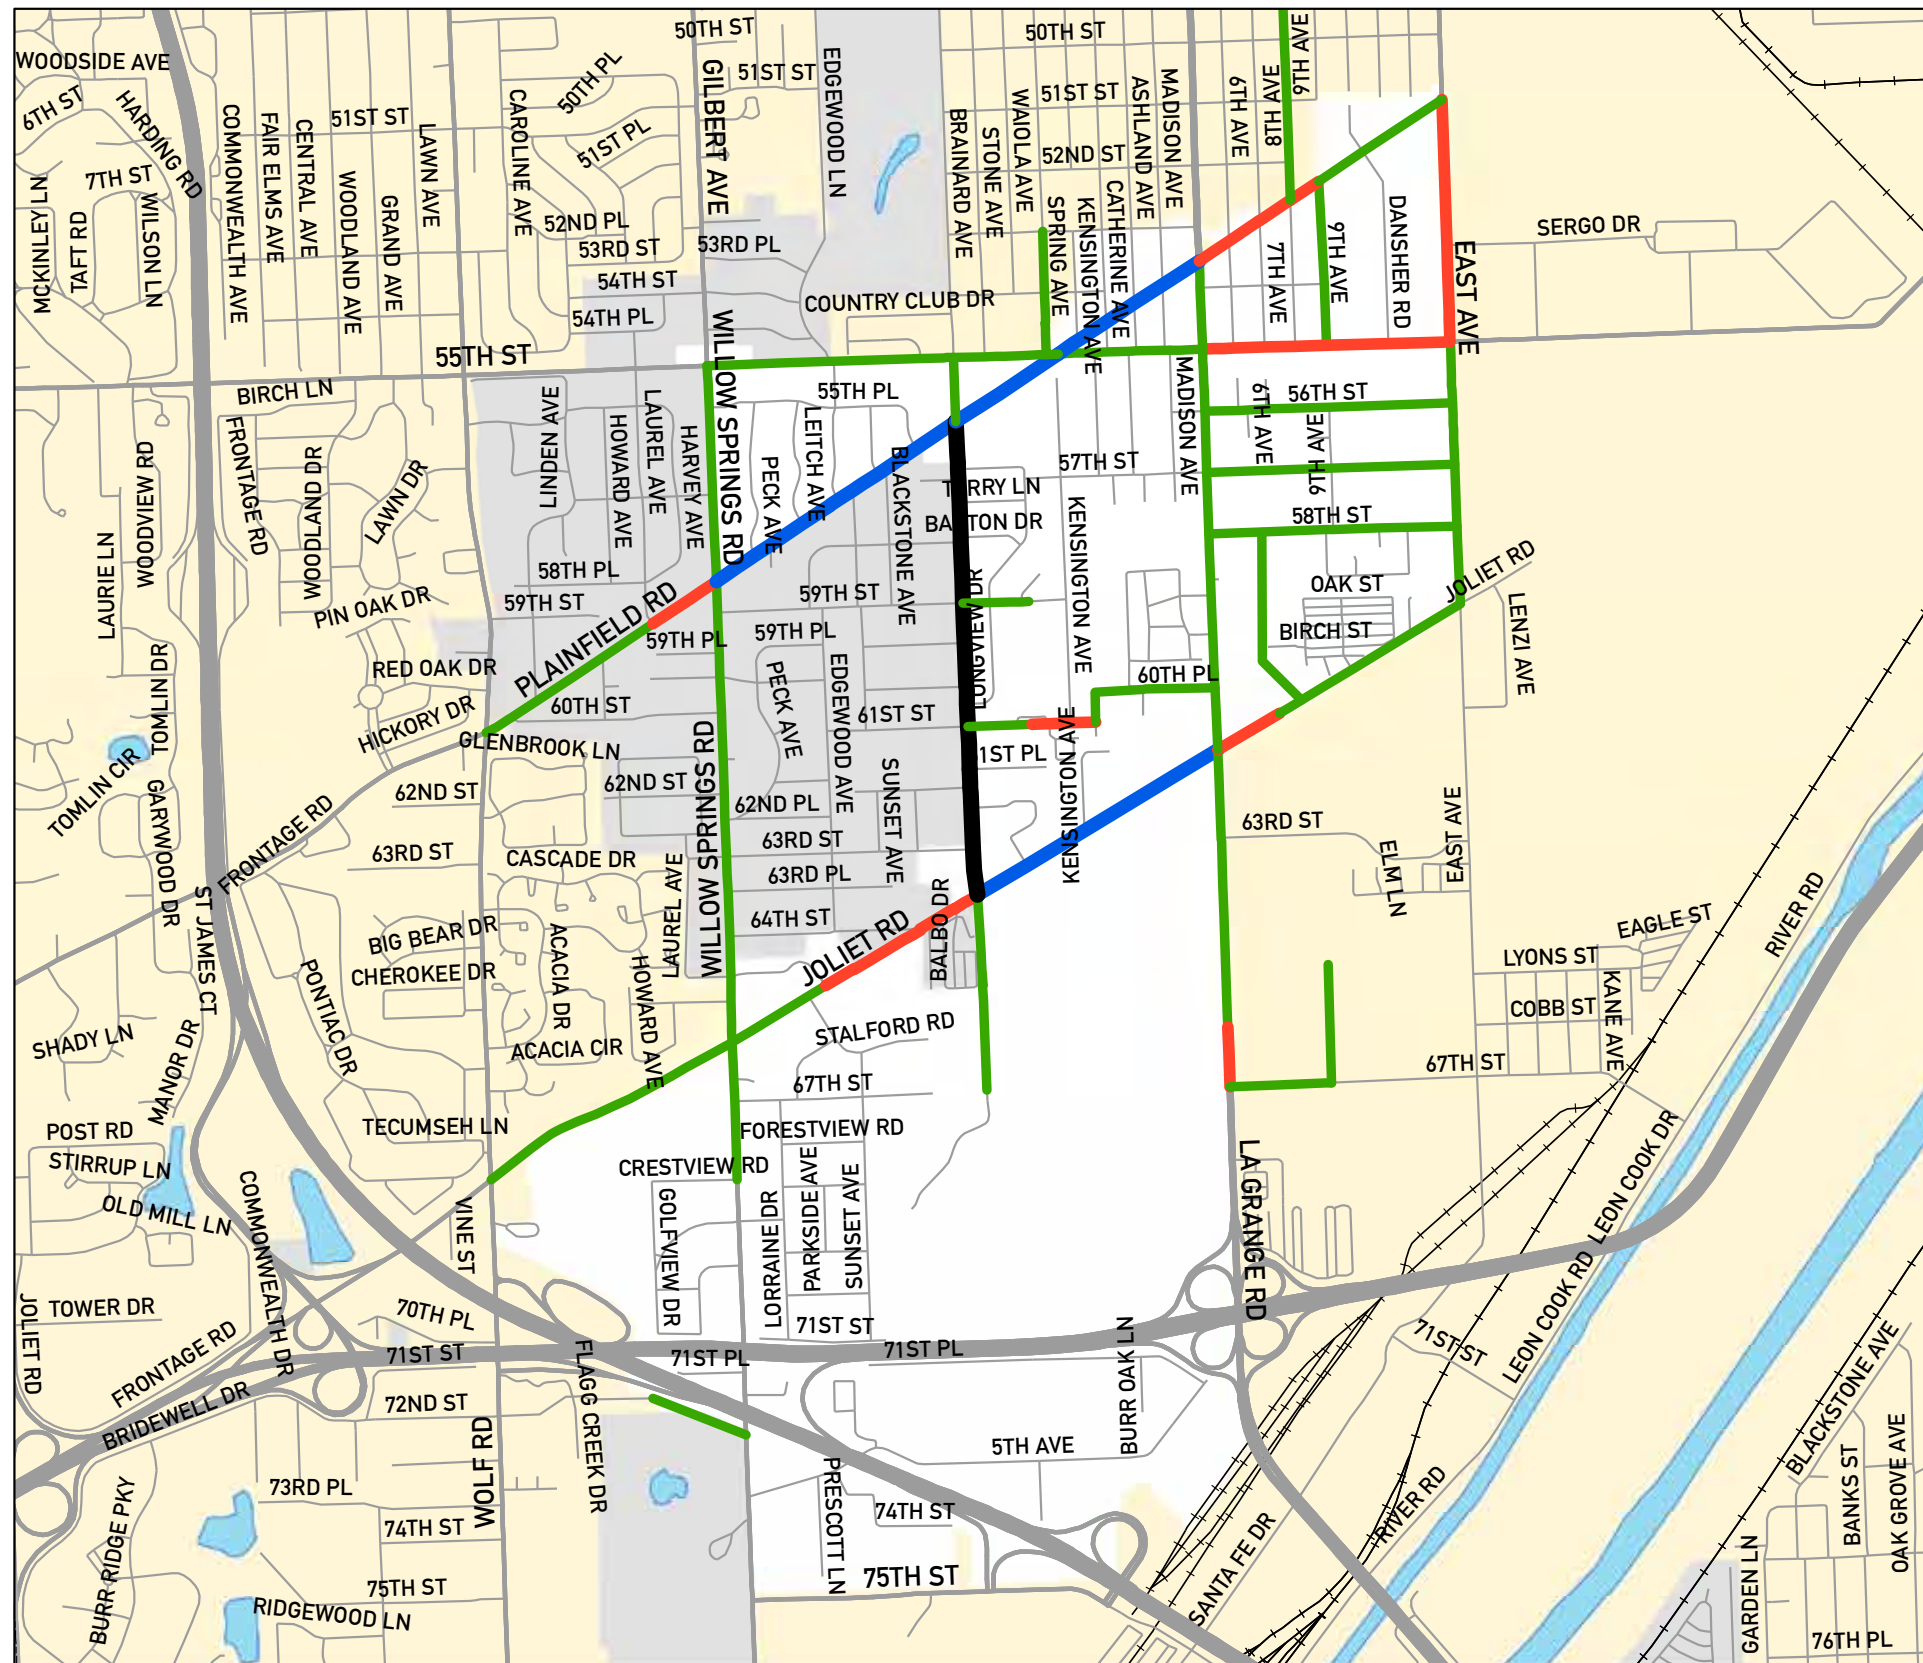 50TH ST
50TH ST
9TH AVE
WOODSIDE AVE
6TH ST
HARDING RD
50TH PL
51ST ST
GILBERT AVE
EDGEWOOD LN
51ST ST
ASHLAND AVE
MADISON AVE
6TH AVE
8TH AVE
COMMONWEALTH AVE
FAIR ELMS AVE
CENTRAL AVE
51ST ST
LAWN AVE
CAROLINE AVE
51ST PL
BRAINARD AVE
STONE AVE
WAIOLA AVE
52ND ST
7TH ST
MCKINLEY LN
TAFT RD
WILSON LN
WOODLAND AVE
GRAND AVE
52ND PL
53RD ST
53RD PL
SPRING AVE
KENSINGTON AVE
CATHERINE AVE
7TH AVE
9TH AVE
DANSHER RD
EAST AVE
SERGO DR
54TH ST
54TH PL
COUNTRY CLUB DR
55TH ST
WILLOW SPRINGS RD
BIRCH LN
55TH PL
MADISON AVE
56TH ST
6TH AVE
9TH AVE
FRONTAGE RD
WOODVIEW RD
WOODLAND DR
LAWN DR
LINDEN AVE
HOWARD AVE
LAUREL AVE
HARVEY AVE
PECK AVE
LEITCH AVE
BLACKSTONE AVE
57TH ST
BATON DR
KENSINGTON AVE
58TH ST
LAURIE LN
PIN OAK DR
58TH PL
59TH ST
59TH ST
LONGVIEW DR
OAK ST
JOLIET RD
LENZI AVE
BIRCH ST
PLAINFIELD RD
59TH PL
59TH PL
RED OAK DR
TOMLIN DR
HICKORY DR
60TH ST
GLENBROOK LN
PECK AVE
EDGEWOOD AVE
61ST ST
60TH PL
1ST PL
KENSINGTON AVE
TOMLIN CIR
GARYWOOD DR
FRONTAGE RD
62ND ST
62ND ST
WILLOW SPRINGS RD
62ND PL
SUNSET AVE
63RD ST
63RD ST
63RD ST
EAST AVE
ELM LN
CASCADE DR
LAUREL AVE
63RD PL
64TH ST
JOLIET RD
BALBO DR
ST JAMES CT
BIG BEAR DR
CHEROKEE DR
PONTIAC DR
ACACIA DR
HOWARD AVE
ACACIA CIR
STALFORD RD
EAGLE ST
LYONS ST
COBB ST
KANE AVE
RIVER RD
SHADY LN
MANOR DR
67TH ST
67TH ST
POST RD
STIRRUP LN
OLD MILL LN
TECUMSEH LN
FORESTVIEW RD
CRESTVIEW RD
GOLFVIEW DR
LORRAINE DR
PARKSIDE AVE
SUNSET AVE
LA GRANGE RD
LEON COOK DR
COMMONWEALTH DR
VINE ST
LEON COOK RD
JOLIET RD
TOWER DR
FRONTAGE RD
70TH PL
71ST ST
71ST ST
71ST PL
71ST PL
71ST ST
BRIDEWELL DR
72ND ST
FLAGG CREEK DR
BURR OAK LN
WOLF RD
5TH AVE
BLACKSTONE AVE
BURR RIDGE PKY
73RD PL
74TH ST
PRESCOTT LN
74TH ST
RIVER RD
SANTA FE DR
BANKS ST
OAK GROVE AVE
GARDEN LN
75TH ST
75TH ST
RIDGEWOOD LN
76TH PL